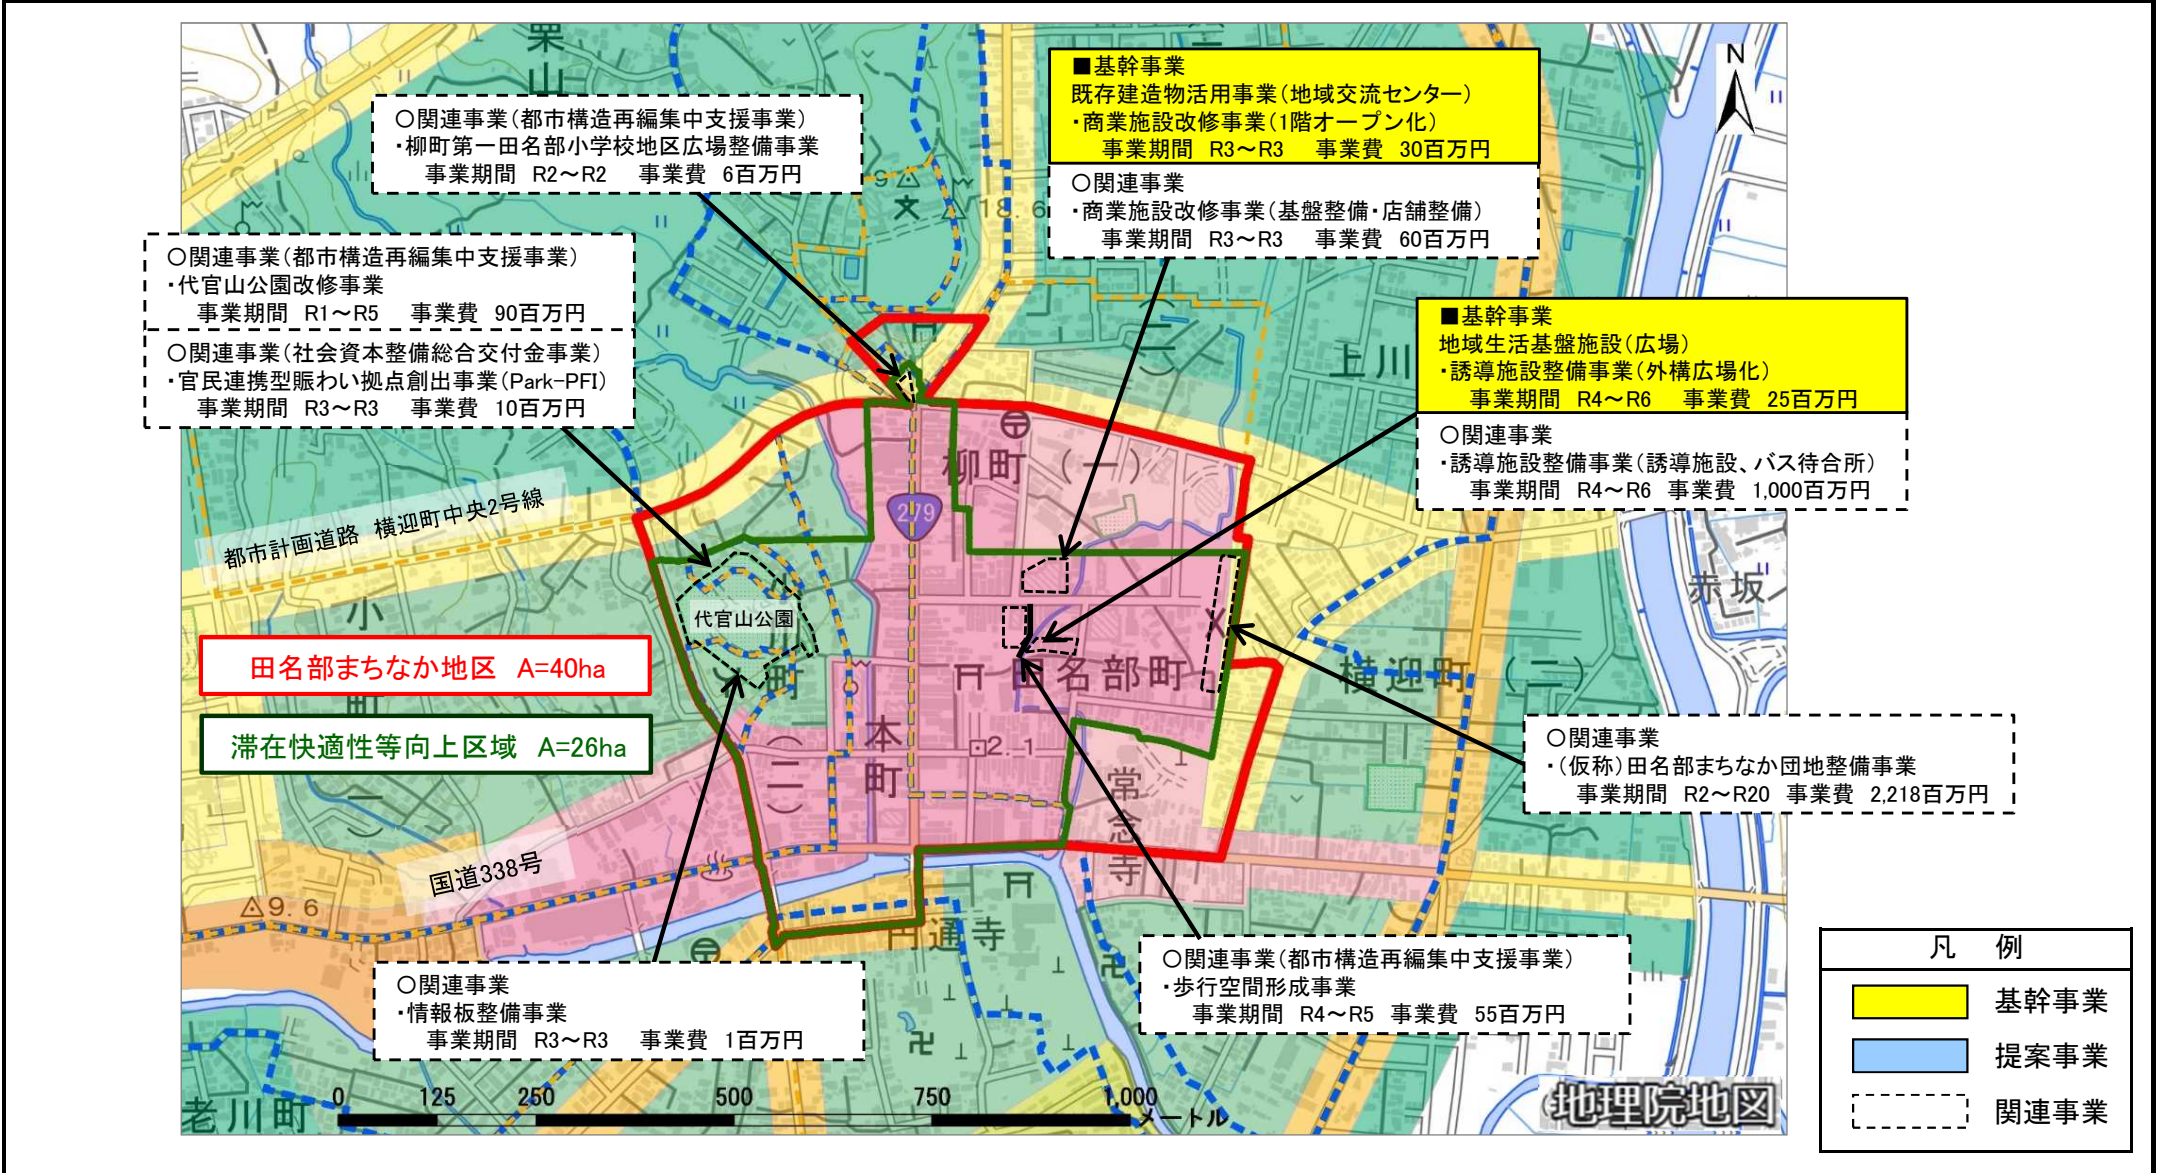 栗山
N
■基幹事業
既存建造物活用事業(地域交流センター)
・商業施設改修事業(1階オープン化)
事業期間 R3～R3 事業費 30百万円
○関連事業
・商業施設改修事業(基盤整備・店舗整備)
事業期間 R3～R3 事業費 60百万円
○関連事業(都市構造再編集中支援事業)
・柳町第一田名部小学校地区広場整備事業
事業期間 R2～R2 事業費 6百万円
18.6
○関連事業(都市構造再編集中支援事業)
・代官山公園改修事業
事業期間 R1～R5 事業費 90百万円
○関連事業(社会資本整備総合交付金事業)
・官民連携型賑わい拠点創出事業(Park-PFI)
事業期間 R3～R3 事業費 10百万円
■基幹事業
地域生活基盤施設(広場)
・誘導施設整備事業(外構広場化)
事業期間 R4～R6 事業費 25百万円
○関連事業
・誘導施設整備事業(誘導施設、バス待合所)
事業期間 R4～R6 事業費 1,000百万円
(二)
上川
柳町(一)
279
都市計画道路 横迎町中央2号線
赤坂
小
町
(一)
代官山公園
田名部まちなか地区 A=40ha
滞在快適性等向上区域 A=26ha
田名部町
横迎町(二)
本町
(二)
2.1
常念寺
○関連事業
・(仮称)田名部まちなか団地整備事業
事業期間 R2～R20 事業費 2,218百万円
国道338号
9.6
円通寺
○関連事業
・情報板整備事業
事業期間 R3～R3 事業費 1百万円
○関連事業(都市構造再編集中支援事業)
・歩行空間形成事業
事業期間 R4～R5 事業費 55百万円
凡 例
基幹事業
提案事業
関連事業
老川町
0 125 250 500 750 1,000
メートル
地理院地図